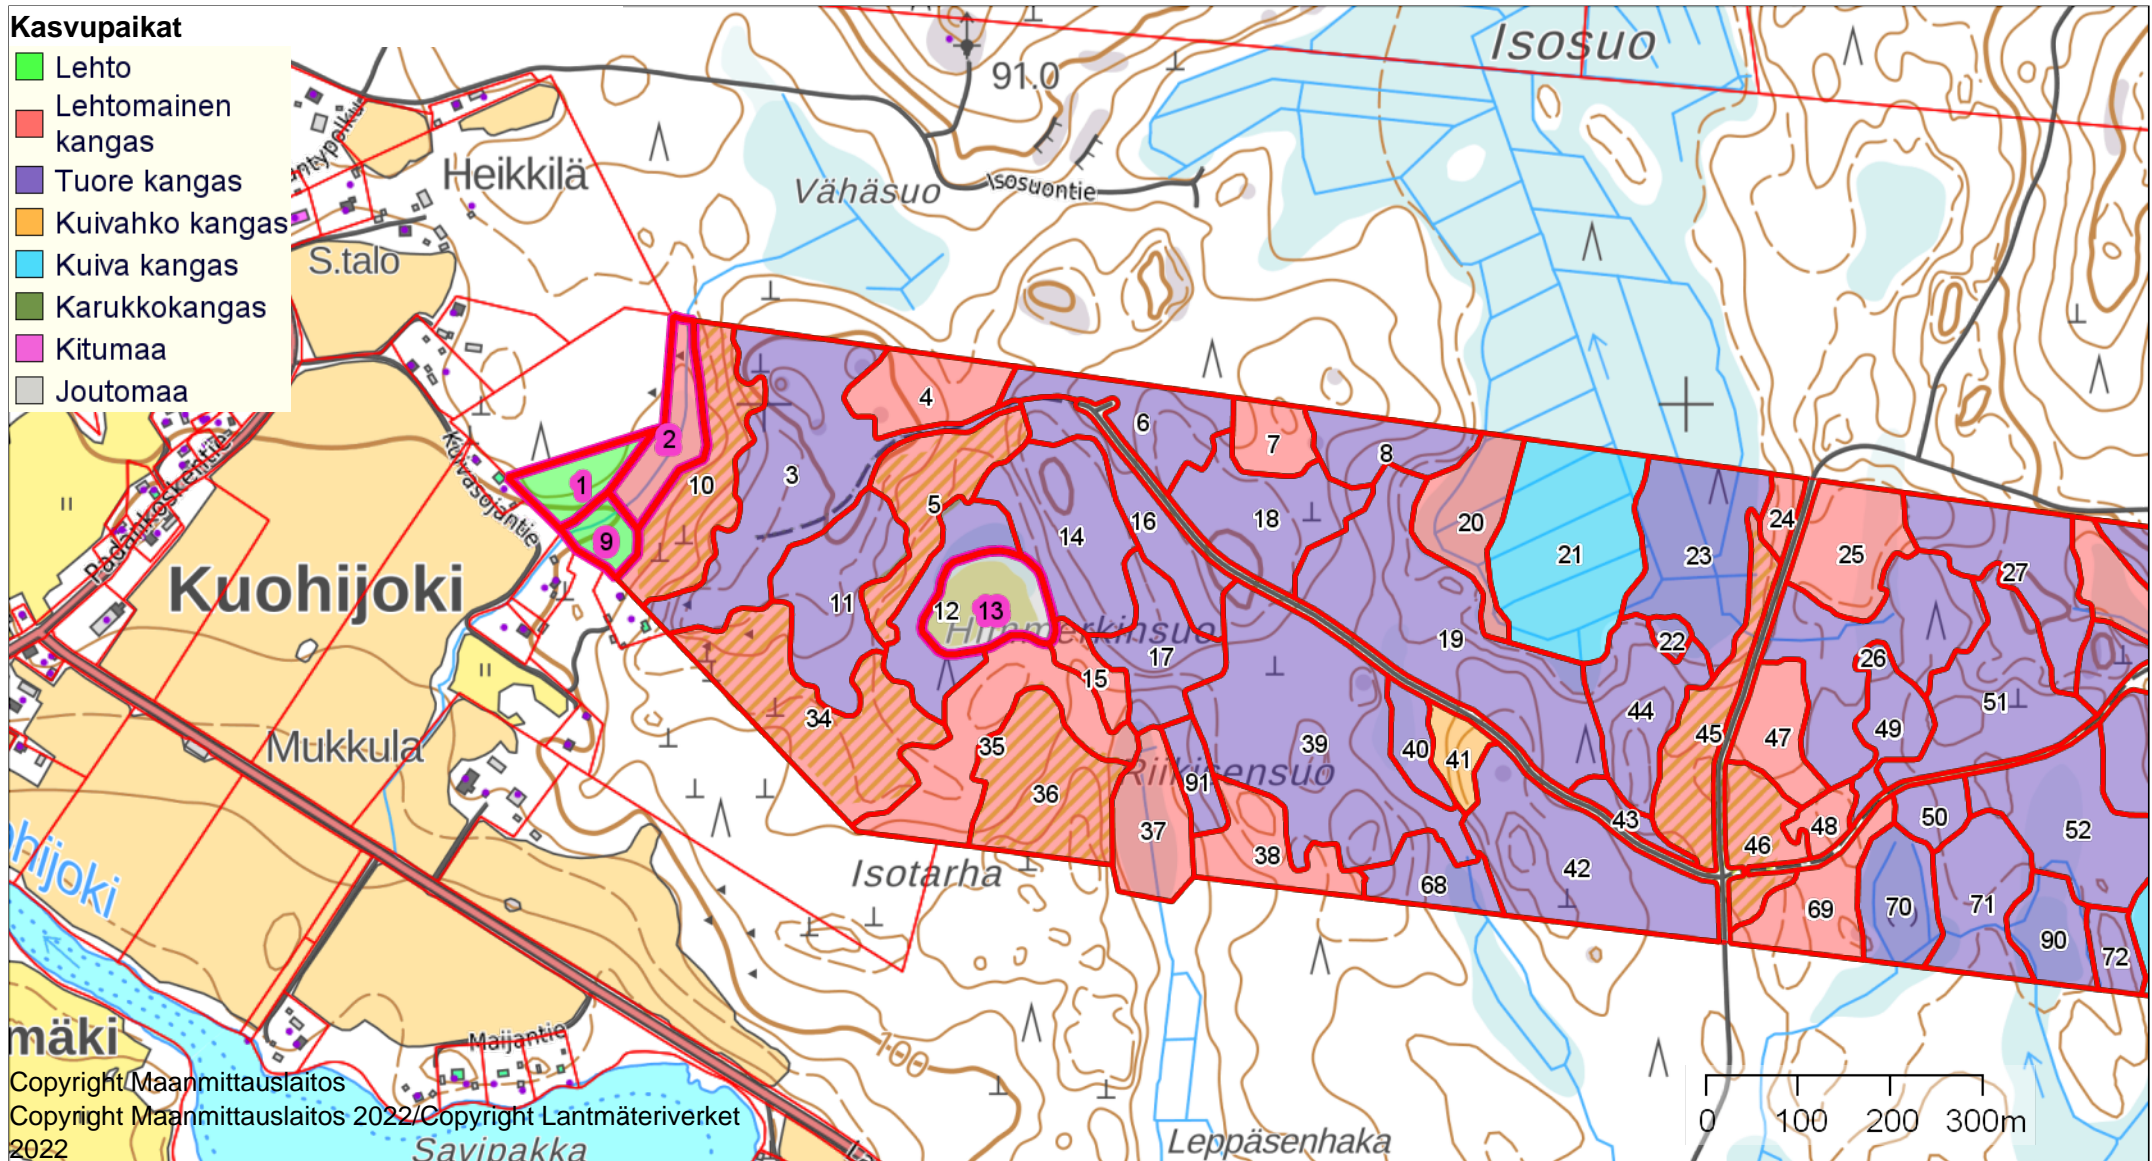 Kasvupaikat
Lehto
Lehtomainen
kangas
Tuore kangas
Kuivahko kangas
Kuiva kangas
Karukkokangas
Kitumaa
Joutomaa
Isosuo
91.0
Heikkilä
Vähäsuo
Isosuontie
S.talo
Kuivasojantie
Padankoskentie
Kuohijoki
Mukkula
Himmerkinsuo
Riikisensuo
Isotarha
Maijantie
100
Leppäsenhaka
Savipakka
mäki
1
2
3
4
5
6
7
8
9
10
11
12
13
14
15
16
17
18
19
20
21
22
23
24
25
26
27
34
35
36
37
38
39
40
41
42
43
44
45
46
47
48
49
50
51
52
68
69
70
71
72
90
91
0 100 200 300m
Copyright Maanmittauslaitos
Copyright Maanmittauslaitos 2022/Copyright Lantmäteriverket
2022